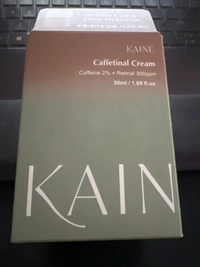 KAINE
Caffetinal Cream
Caffeine 2% + Retinal 300ppm
50ml / 1.69 fl.oz.
KAIN